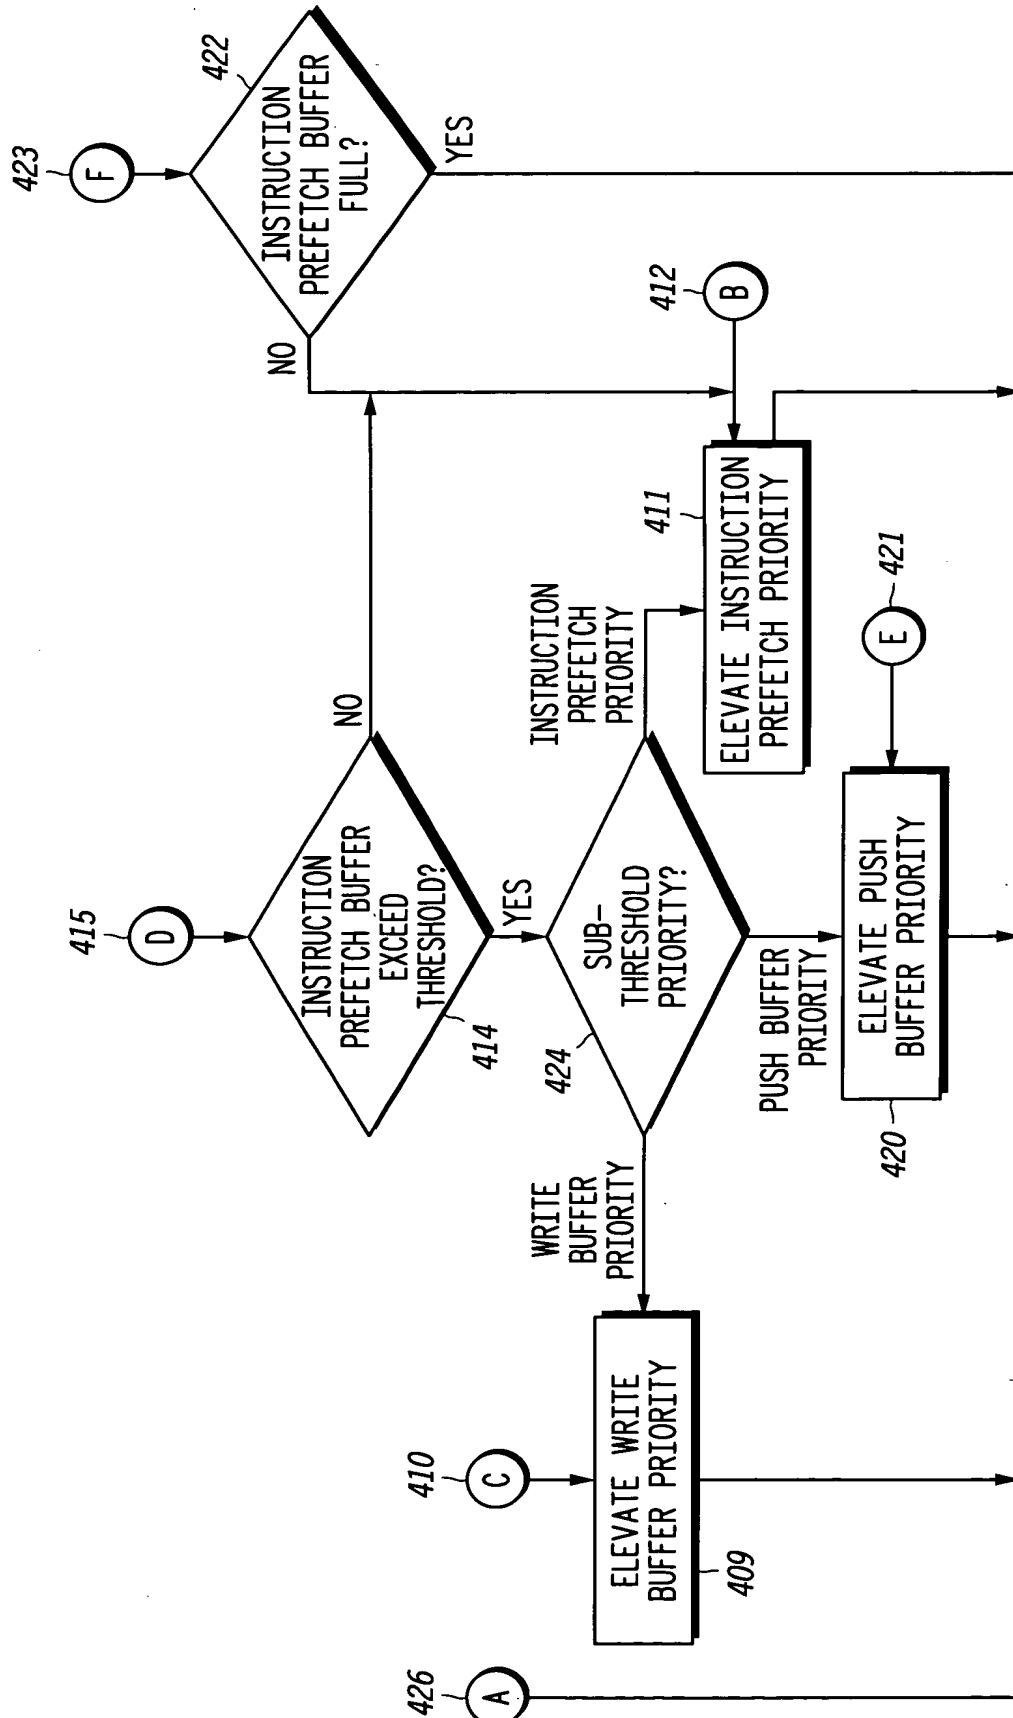 426
A
410
C
ELEVATE WRITE
BUFFER PRIORITY
409
WRITE
BUFFER
PRIORITY
415
D
INSTRUCTION
PREFETCH BUFFER
EXCEED
THRESHOLD?
414
YES
NO
SUB-
THRESHOLD
PRIORITY?
424
PUSH BUFFER
PRIORITY
ELEVATE PUSH
BUFFER PRIORITY
420
E
421
INSTRUCTION
PREFETCH
PRIORITY
ELEVATE INSTRUCTION
PREFETCH PRIORITY
411
B
412
423
F
INSTRUCTION
PREFETCH BUFFER
FULL?
422
NO
YES